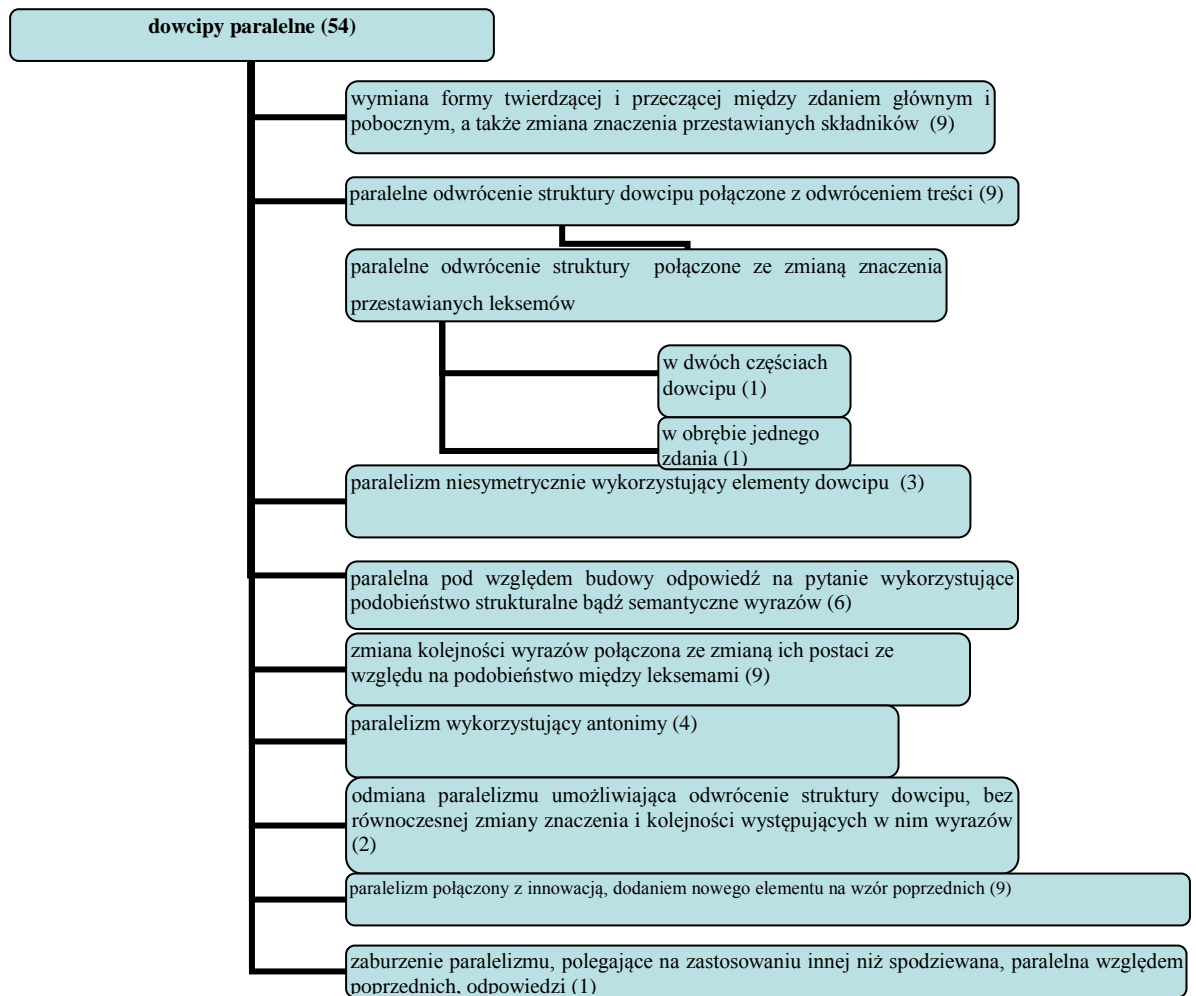 dowcipy paralelne (54)
wymiana formy twierdzącej i przeczącej między zdaniem głównym i
pobocznym, a także zmiana znaczenia przestawianych składników (9)
paralelne odwrócenie struktury dowcipu połączone z odwróceniem treści (9)
paralelne odwrócenie struktury połączone ze zmianą znaczenia
przestawianych leksemów
w dwóch częściach
dowcipu (1)
w obrębie jednego
zdania (1)
paralelizm niesymetrycznie wykorzystujący elementy dowcipu (3)
paralelna pod względem budowy odpowiedź na pytanie wykorzystujące
podobieństwo strukturalne bądź semantyczne wyrazów (6)
zmiana kolejności wyrazów połączona ze zmianą ich postaci ze
względu na podobieństwo między leksemami (9)
paralelizm wykorzystujący antonimy (4)
odmiana paralelizmu umożliwiająca odwrócenie struktury dowcipu, bez
równoczesnej zmiany znaczenia i kolejności występujących w nim wyrazów
(2)
paralelizm połączony z innowacją, dodaniem nowego elementu na wzór poprzednich (9)
zaburzenie paralelizmu, polegające na zastosowaniu innej niż spodziewana, paralelna względem
poprzednich, odpowiedzi (1)